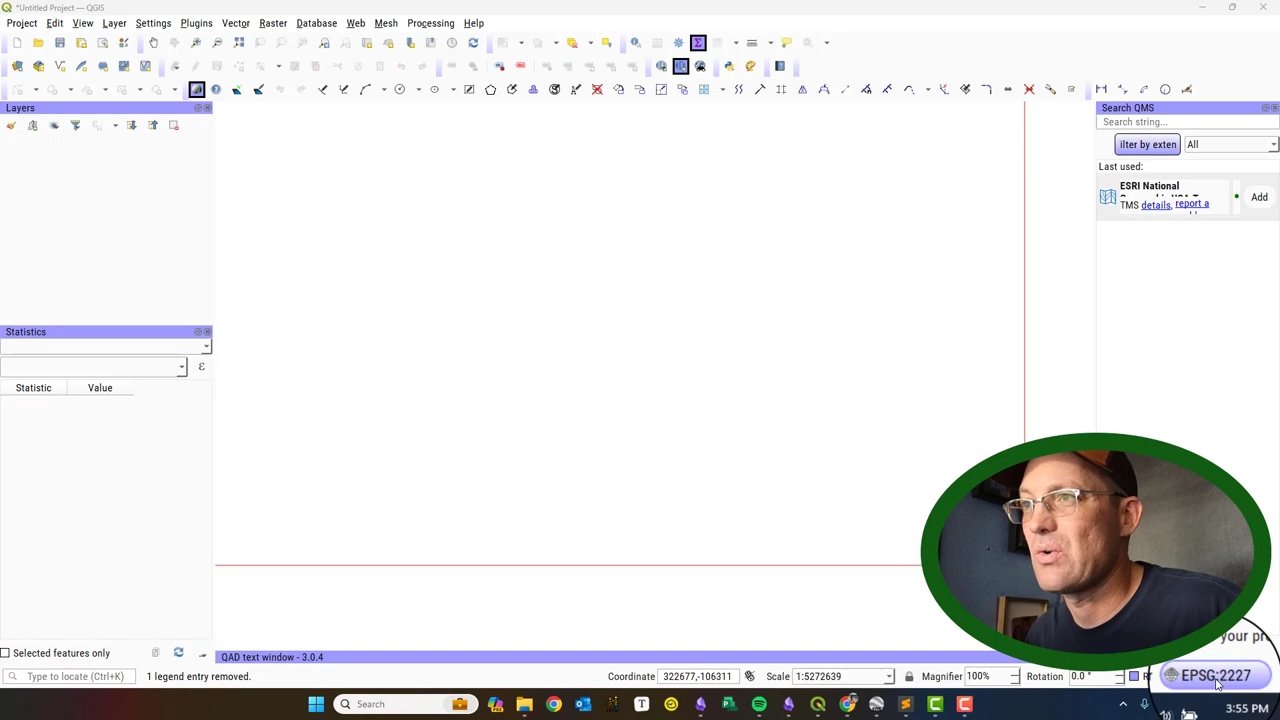 *Untitled Project — QGIS
Project Edit View Layer Settings Plugins Vector Raster Database Web Mesh Processing Help
Layers
Search QMS
Search string...
ilter by exten All
Last used:
ESRI National
TMS details, report a
Add
Statistics
ε
Statistic Value
Selected features only
QAD text window - 3.0.4
your pr
Type to locate (Ctrl+K) 1 legend entry removed. Coordinate 322677,-106311 Scale 1:5272639 Magnifier 100% Rotation 0.0 ° EPSG:2227
Search
3:55 PM